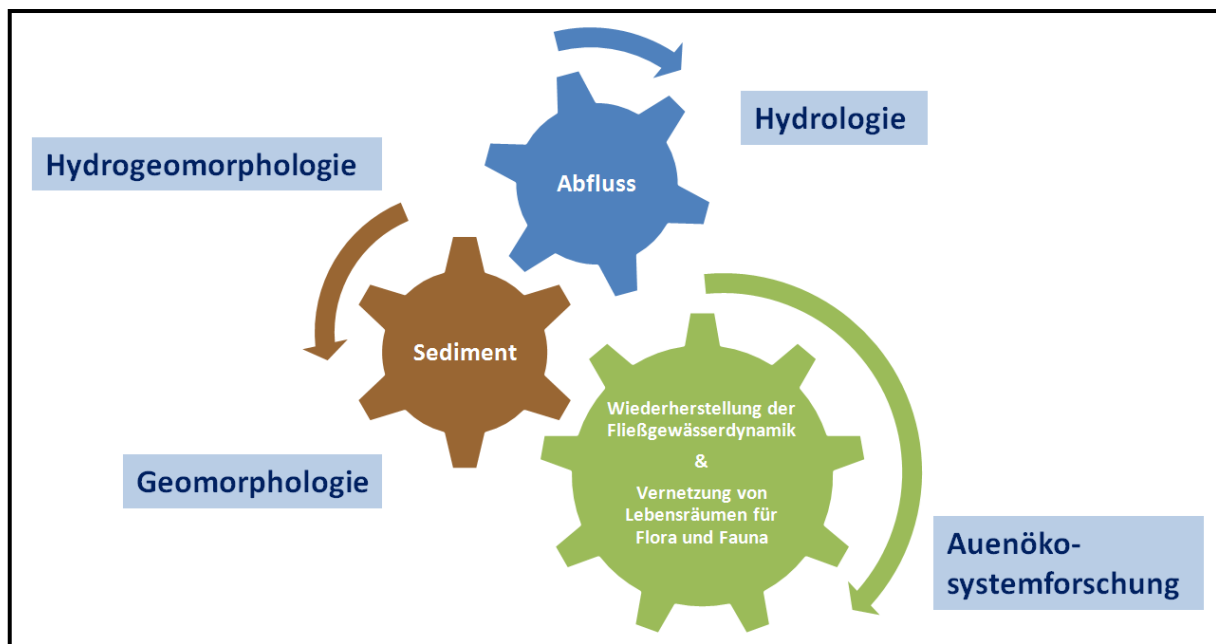 Hydrologie
Hydrogeomorphologie
Abfluss
Sediment
Wiederherstellung der
Fließgewässerdynamik
&
Vernetzung von
Lebensräumen für
Flora und Fauna
Geomorphologie
Auenöko-
systemforschung